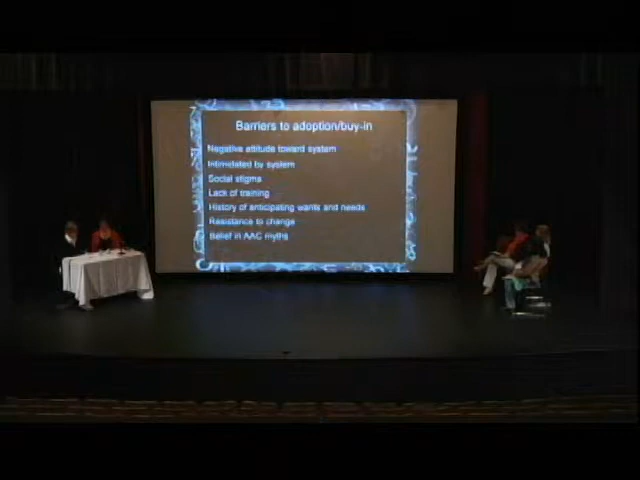 Barriers to adoption/buy-in
Negative attitude toward system
Intimidated by system
Social stigma
Lack of training
History of anticipating wants and needs
Resistance to change
Belief in AAC myths